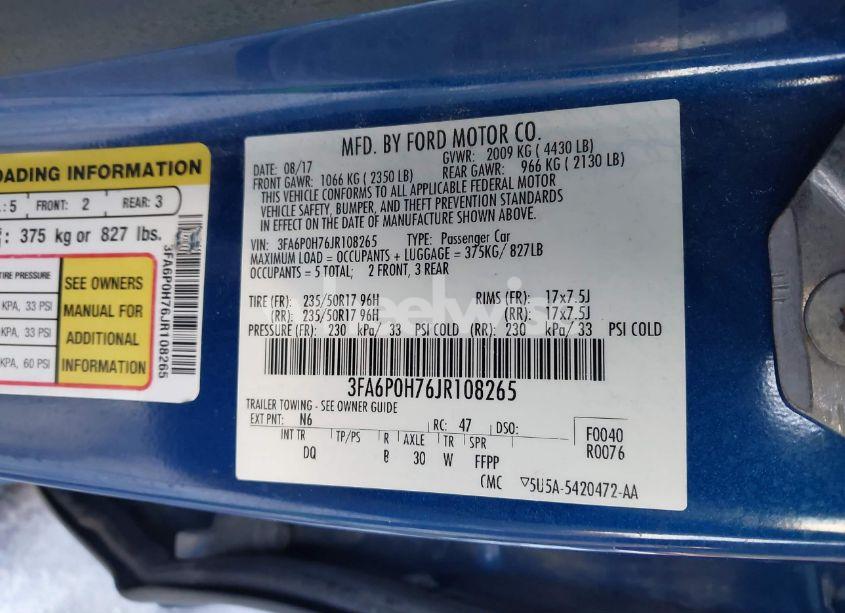 OADING INFORMATION
: 5 FRONT: 2 REAR: 3
: 375 kg or 827 lbs.
TIRE PRESSURE
KPA, 33 PSI
KPA, 33 PSI
KPA, 60 PSI
SEE OWNERS
MANUAL FOR
ADDITIONAL
INFORMATION
3FA6P0H76JR108265
MFD. BY FORD MOTOR CO.
DATE: 08/17 GVWR: 2009 KG ( 4430 LB)
FRONT GAWR: 1066 KG ( 2350 LB) REAR GAWR: 966 KG ( 2130 LB)
THIS VEHICLE CONFORMS TO ALL APPLICABLE FEDERAL MOTOR
VEHICLE SAFETY, BUMPER, AND THEFT PREVENTION STANDARDS
IN EFFECT ON THE DATE OF MANUFACTURE SHOWN ABOVE.
VIN: 3FA6P0H76JR108265 TYPE: Passenger Car
MAXIMUM LOAD = OCCUPANTS + LUGGAGE = 375KG/ 827LB
OCCUPANTS = 5 TOTAL; 2 FRONT, 3 REAR
TIRE (FR): 235/50R17 96H RIMS (FR): 17x7.5J
(RR): 235/50R17 96H (RR): 17x7.5J
PRESSURE (FR): 230 kPa/ 33 PSI COLD (RR): 230 kPa/ 33 PSI COLD
3FA6P0H76JR108265
TRAILER TOWING - SEE OWNER GUIDE
EXT PNT: N6 RC: 47 DSO:
INT TR TP/PS R AXLE TR SPR
DQ B 30 W FFPP
F0040
R0076
CMC 5U5A-5420472-AA